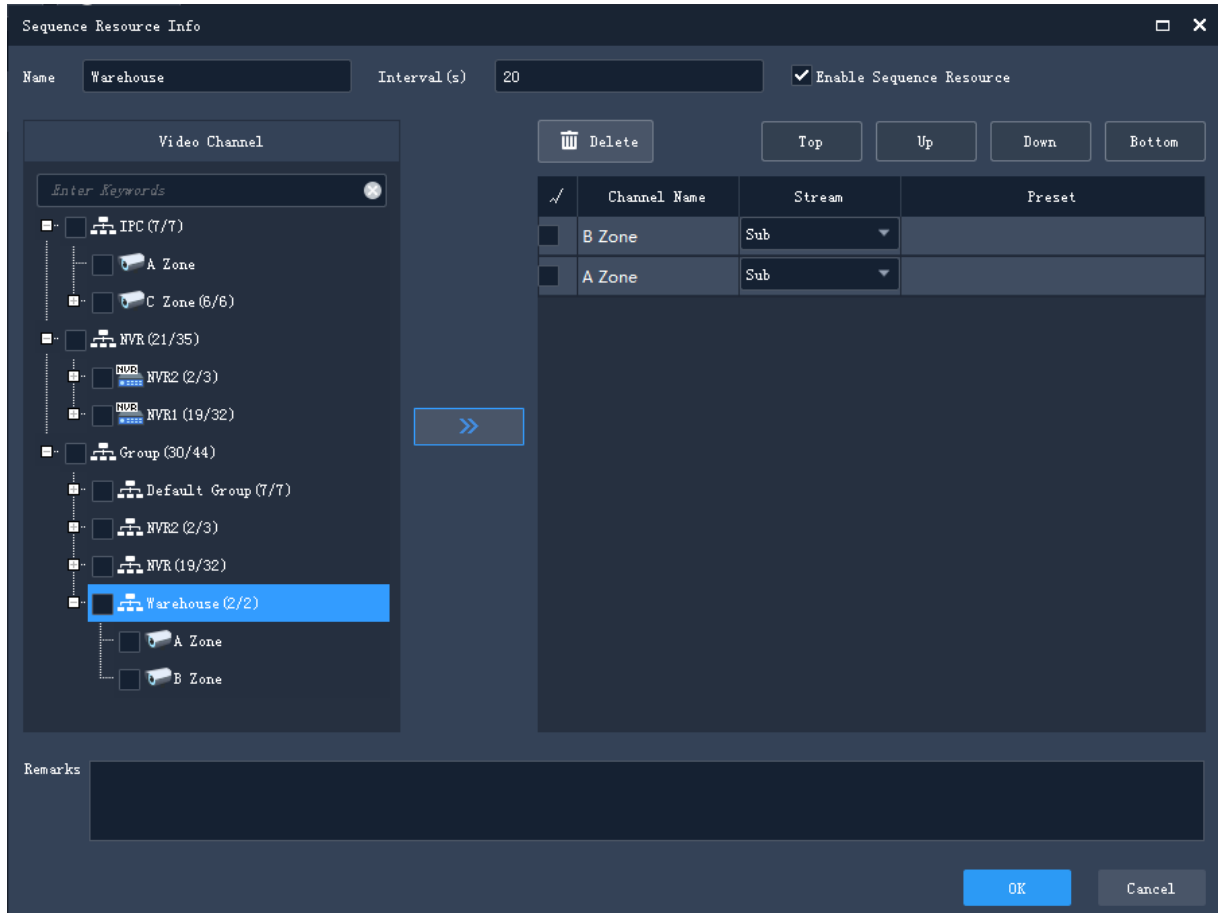 Sequence Resource Info
Name Warehouse Interval(s) 20 Enable Sequence Resource
Video Channel
Enter Keywords
IPC(7/7)
A Zone
C Zone(6/6)
NVR(21/35)
NVR NVR2(2/3)
NVR NVR1(19/32)
Group(30/44)
Default Group(7/7)
NVR2(2/3)
NVR(19/32)
Warehouse(2/2)
A Zone
B Zone
Delete Top Up Down Bottom
Channel Name Stream Preset
B Zone Sub
A Zone Sub
Remarks
OK Cancel